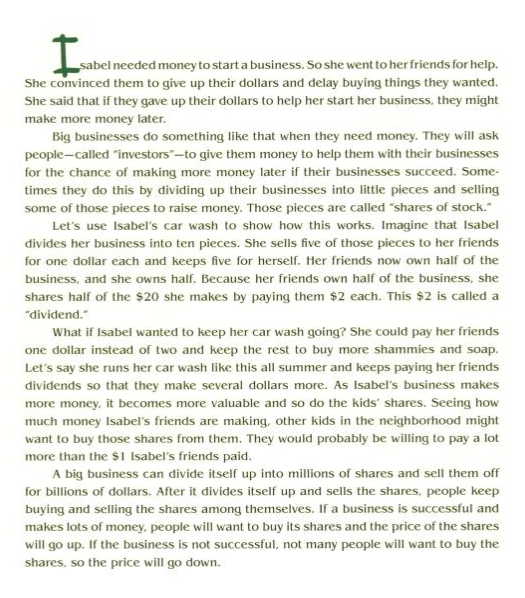 Isabel needed money to start a business. So she went to her friends for help.
She convinced them to give up their dollars and delay buying things they wanted.
She said that if they gave up their dollars to help her start her business, they might
make more money later.
Big businesses do something like that when they need money. They will ask
people—called "investors"—to give them money to help them with their businesses
for the chance of making more money later if their businesses succeed. Some-
times they do this by dividing up their businesses into little pieces and selling
some of those pieces to raise money. Those pieces are called "shares of stock."
Let's use Isabel's car wash to show how this works. Imagine that Isabel
divides her business into ten pieces. She sells five of those pieces to her friends
for one dollar each and keeps five for herself. Her friends now own half of the
business, and she owns half. Because her friends own half of the business, she
shares half of the $20 she makes by paying them $2 each. This $2 is called a
"dividend."
What if Isabel wanted to keep her car wash going? She could pay her friends
one dollar instead of two and keep the rest to buy more shammies and soap.
Let's say she runs her car wash like this all summer and keeps paying her friends
dividends so that they make several dollars more. As Isabel's business makes
more money, it becomes more valuable and so do the kids' shares. Seeing how
much money Isabel's friends are making, other kids in the neighborhood might
want to buy those shares from them. They would probably be willing to pay a lot
more than the $1 Isabel's friends paid.
A big business can divide itself up into millions of shares and sell them off
for billions of dollars. After it divides itself up and sells the shares, people keep
buying and selling the shares among themselves. If a business is successful and
makes lots of money, people will want to buy its shares and the price of the shares
will go up. If the business is not successful, not many people will want to buy the
shares, so the price will go down.